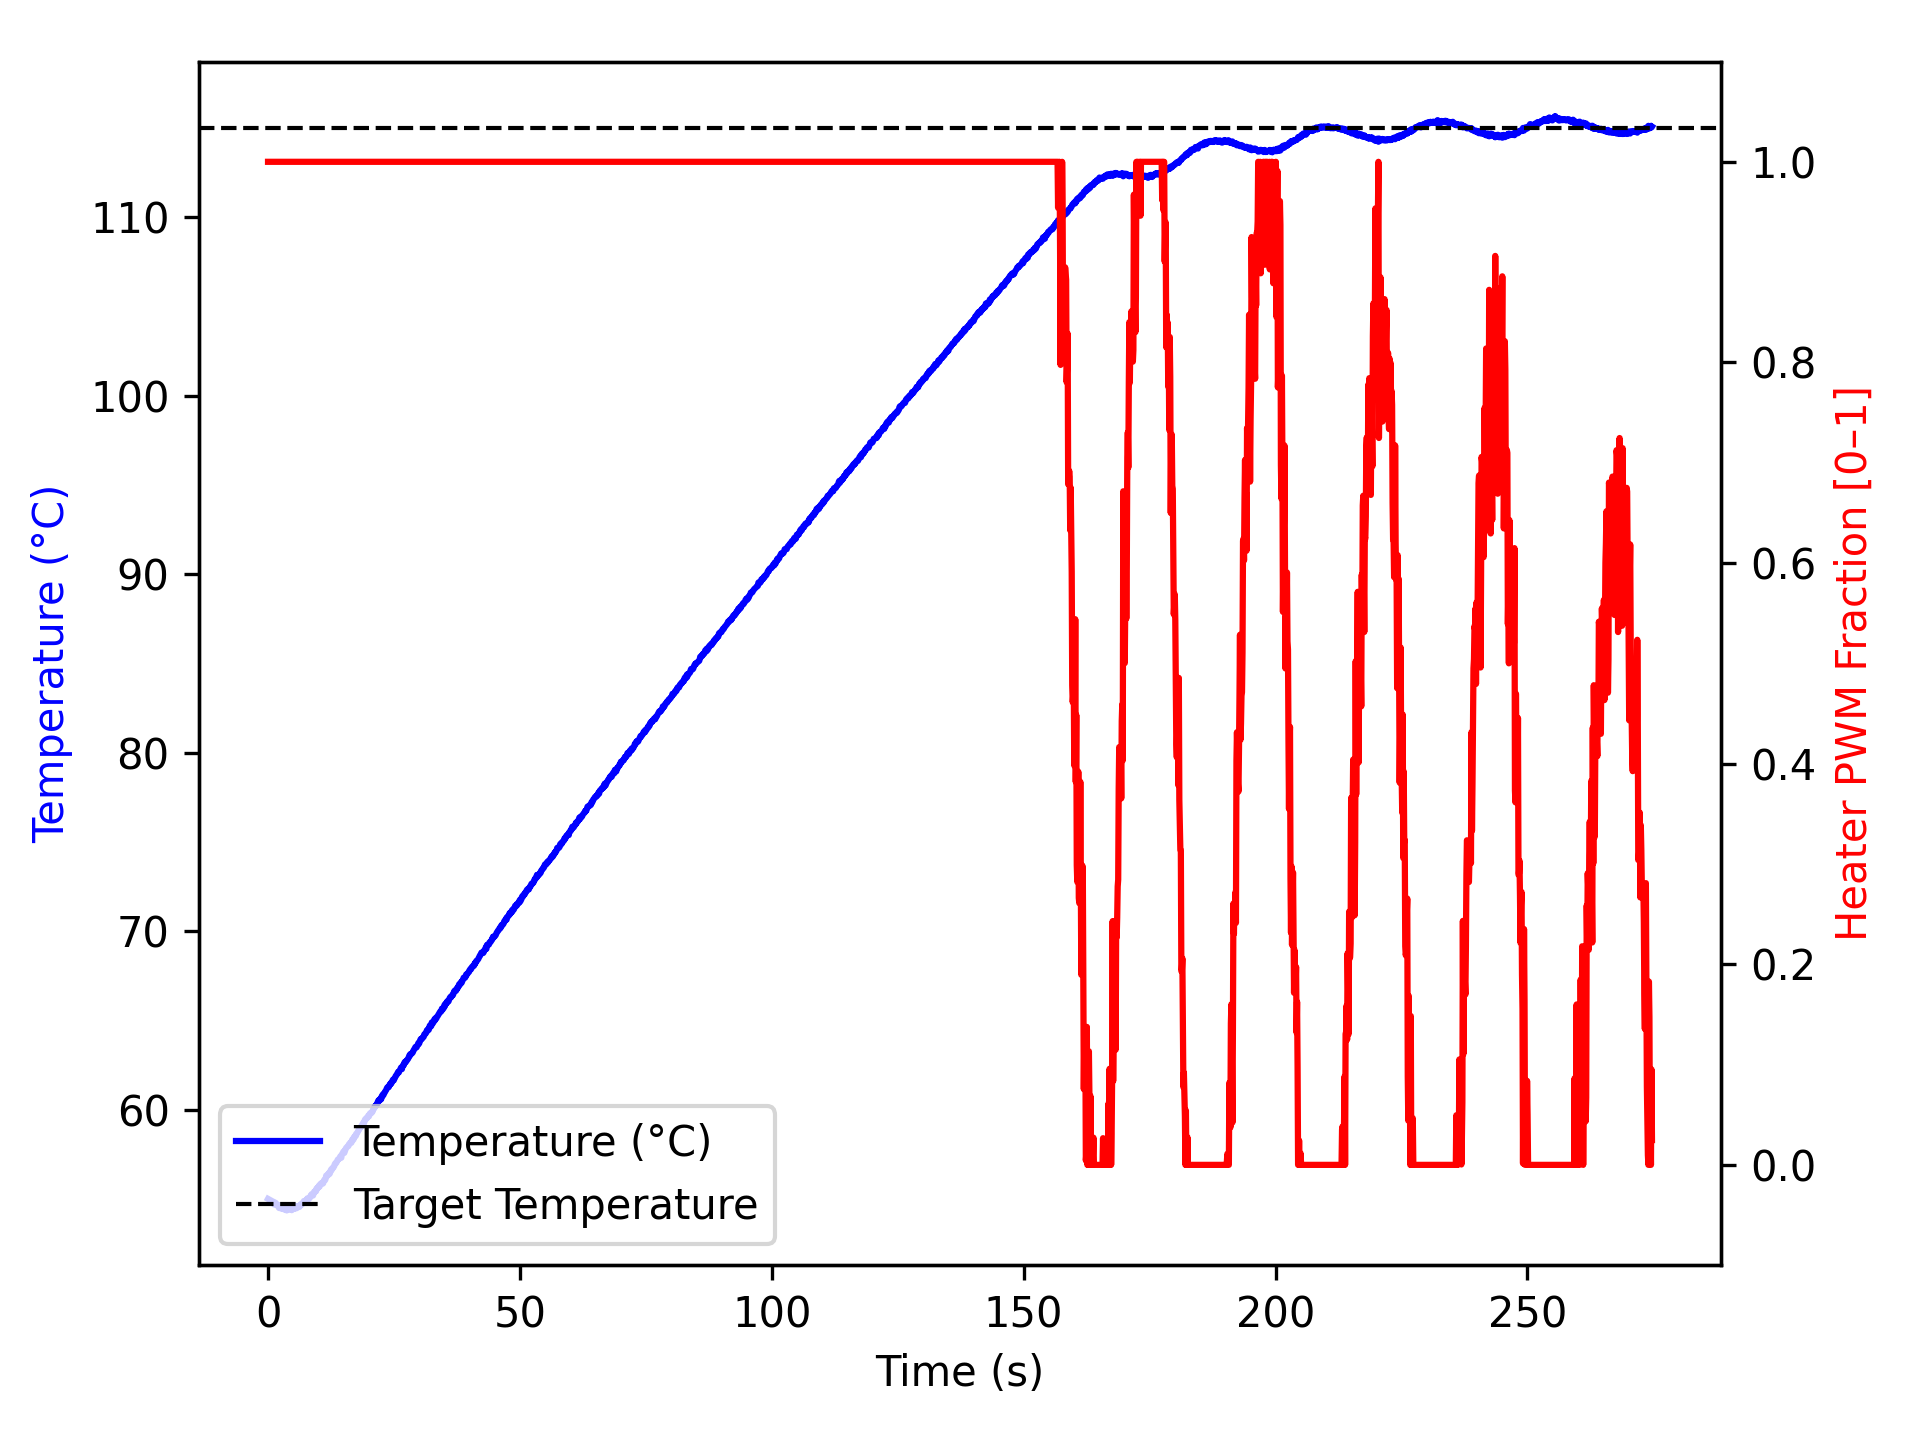 110
100
90
80
70
60
Temperature (°C)
1.0
0.8
0.6
0.4
0.2
0.0
Heater PWM Fraction [0–1]
Temperature (°C)
Target Temperature
0 50 100 150 200 250
Time (s)